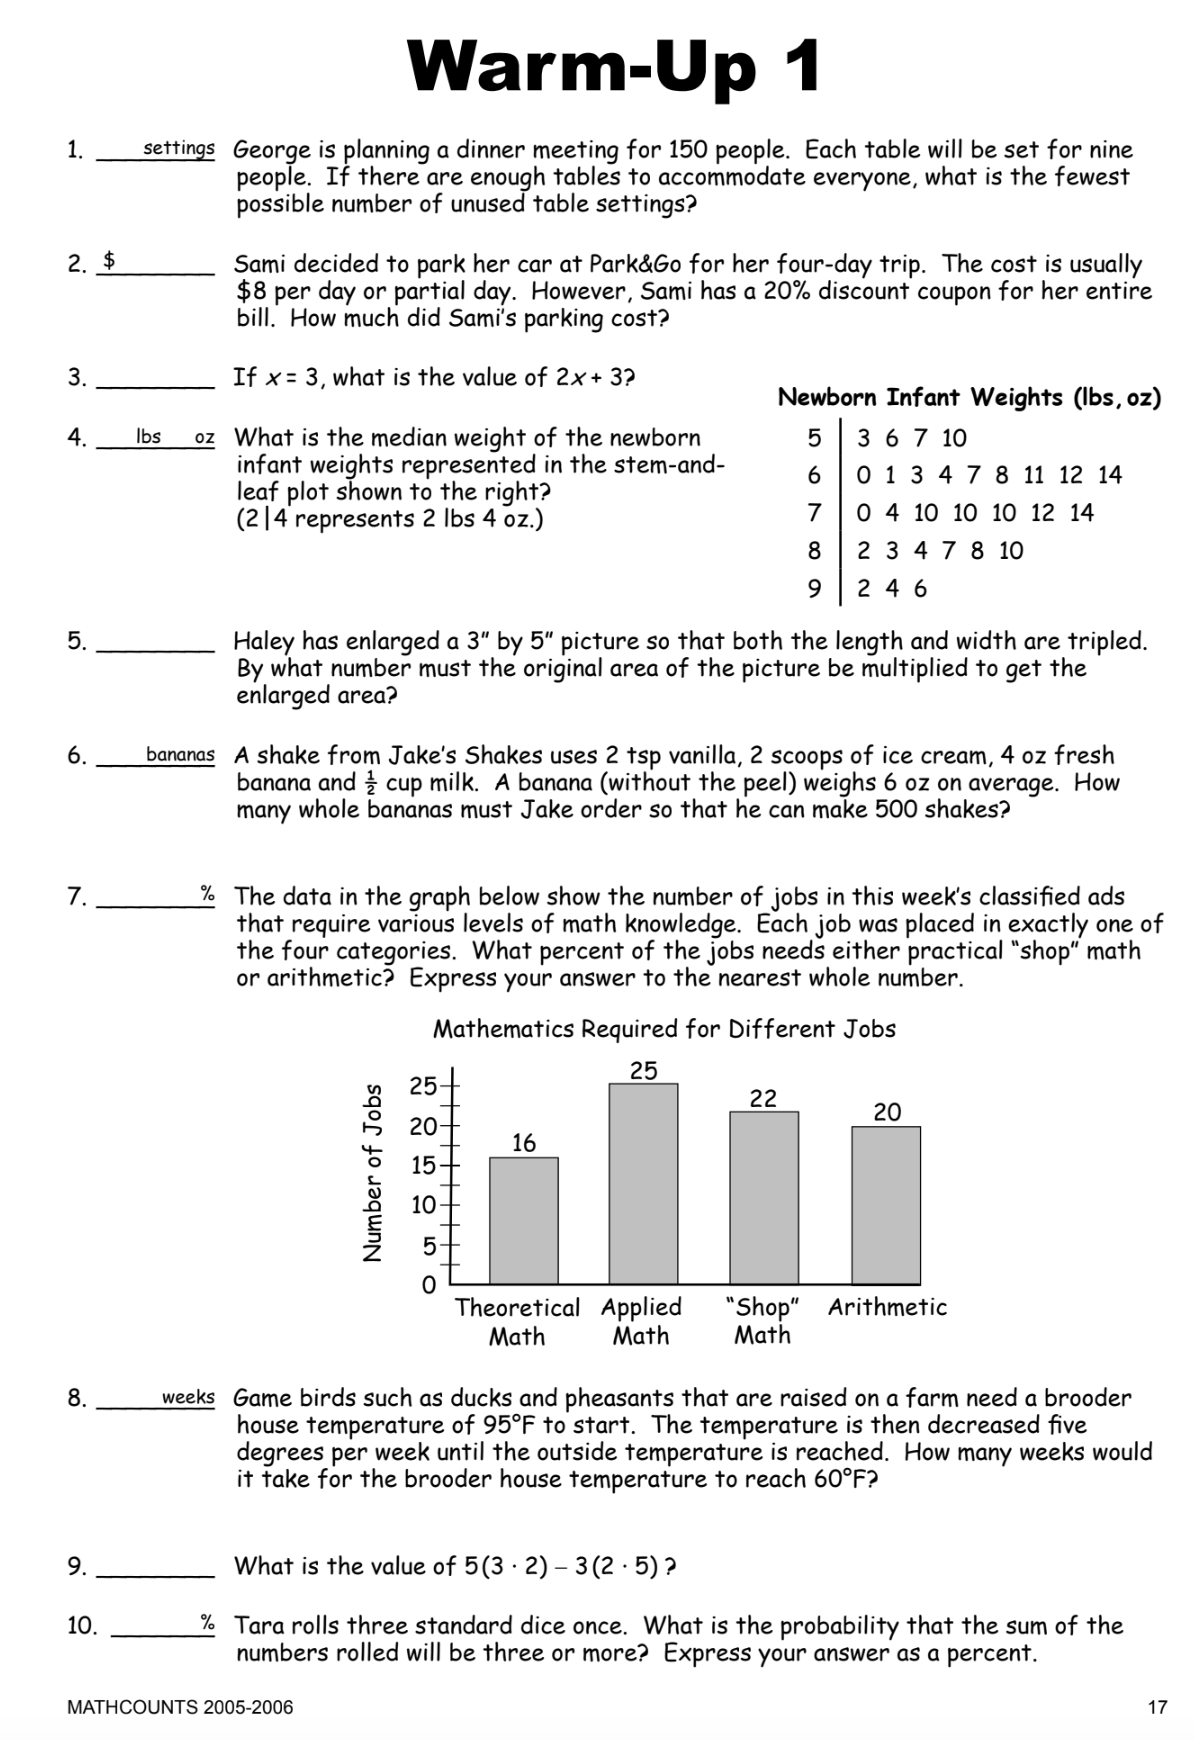 Warm-Up 1
1. settings George is planning a dinner meeting for 150 people. Each table will be set for nine
people. If there are enough tables to accommodate everyone, what is the fewest
possible number of unused table settings?
2. $ Sami decided to park her car at Park&Go for her four-day trip. The cost is usually
$8 per day or partial day. However, Sami has a 20% discount coupon for her entire
bill. How much did Sami's parking cost?
3. If x = 3, what is the value of 2x + 3?
4. lbs oz What is the median weight of the newborn
infant weights represented in the stem-and-
leaf plot shown to the right?
(2|4 represents 2 lbs 4 oz.)
Newborn Infant Weights (lbs, oz)
5 | 3 6 7 10
6 | 0 1 3 4 7 8 11 12 14
7 | 0 4 10 10 10 12 14
8 | 2 3 4 7 8 10
9 | 2 4 6
5. Haley has enlarged a 3" by 5" picture so that both the length and width are tripled.
By what number must the original area of the picture be multiplied to get the
enlarged area?
6. bananas A shake from Jake's Shakes uses 2 tsp vanilla, 2 scoops of ice cream, 4 oz fresh
banana and ½ cup milk. A banana (without the peel) weighs 6 oz on average. How
many whole bananas must Jake order so that he can make 500 shakes?
7. % The data in the graph below show the number of jobs in this week's classified ads
that require various levels of math knowledge. Each job was placed in exactly one of
the four categories. What percent of the jobs needs either practical "shop" math
or arithmetic? Express your answer to the nearest whole number.
Mathematics Required for Different Jobs
Number of Jobs
25
20
15
10
5
0
16
25
22
20
Theoretical Applied "Shop" Arithmetic
Math Math Math
8. weeks Game birds such as ducks and pheasants that are raised on a farm need a brooder
house temperature of 95°F to start. The temperature is then decreased five
degrees per week until the outside temperature is reached. How many weeks would
it take for the brooder house temperature to reach 60°F?
9. What is the value of 5(3 · 2) – 3(2 · 5) ?
10. % Tara rolls three standard dice once. What is the probability that the sum of the
numbers rolled will be three or more? Express your answer as a percent.
MATHCOUNTS 2005-2006 17